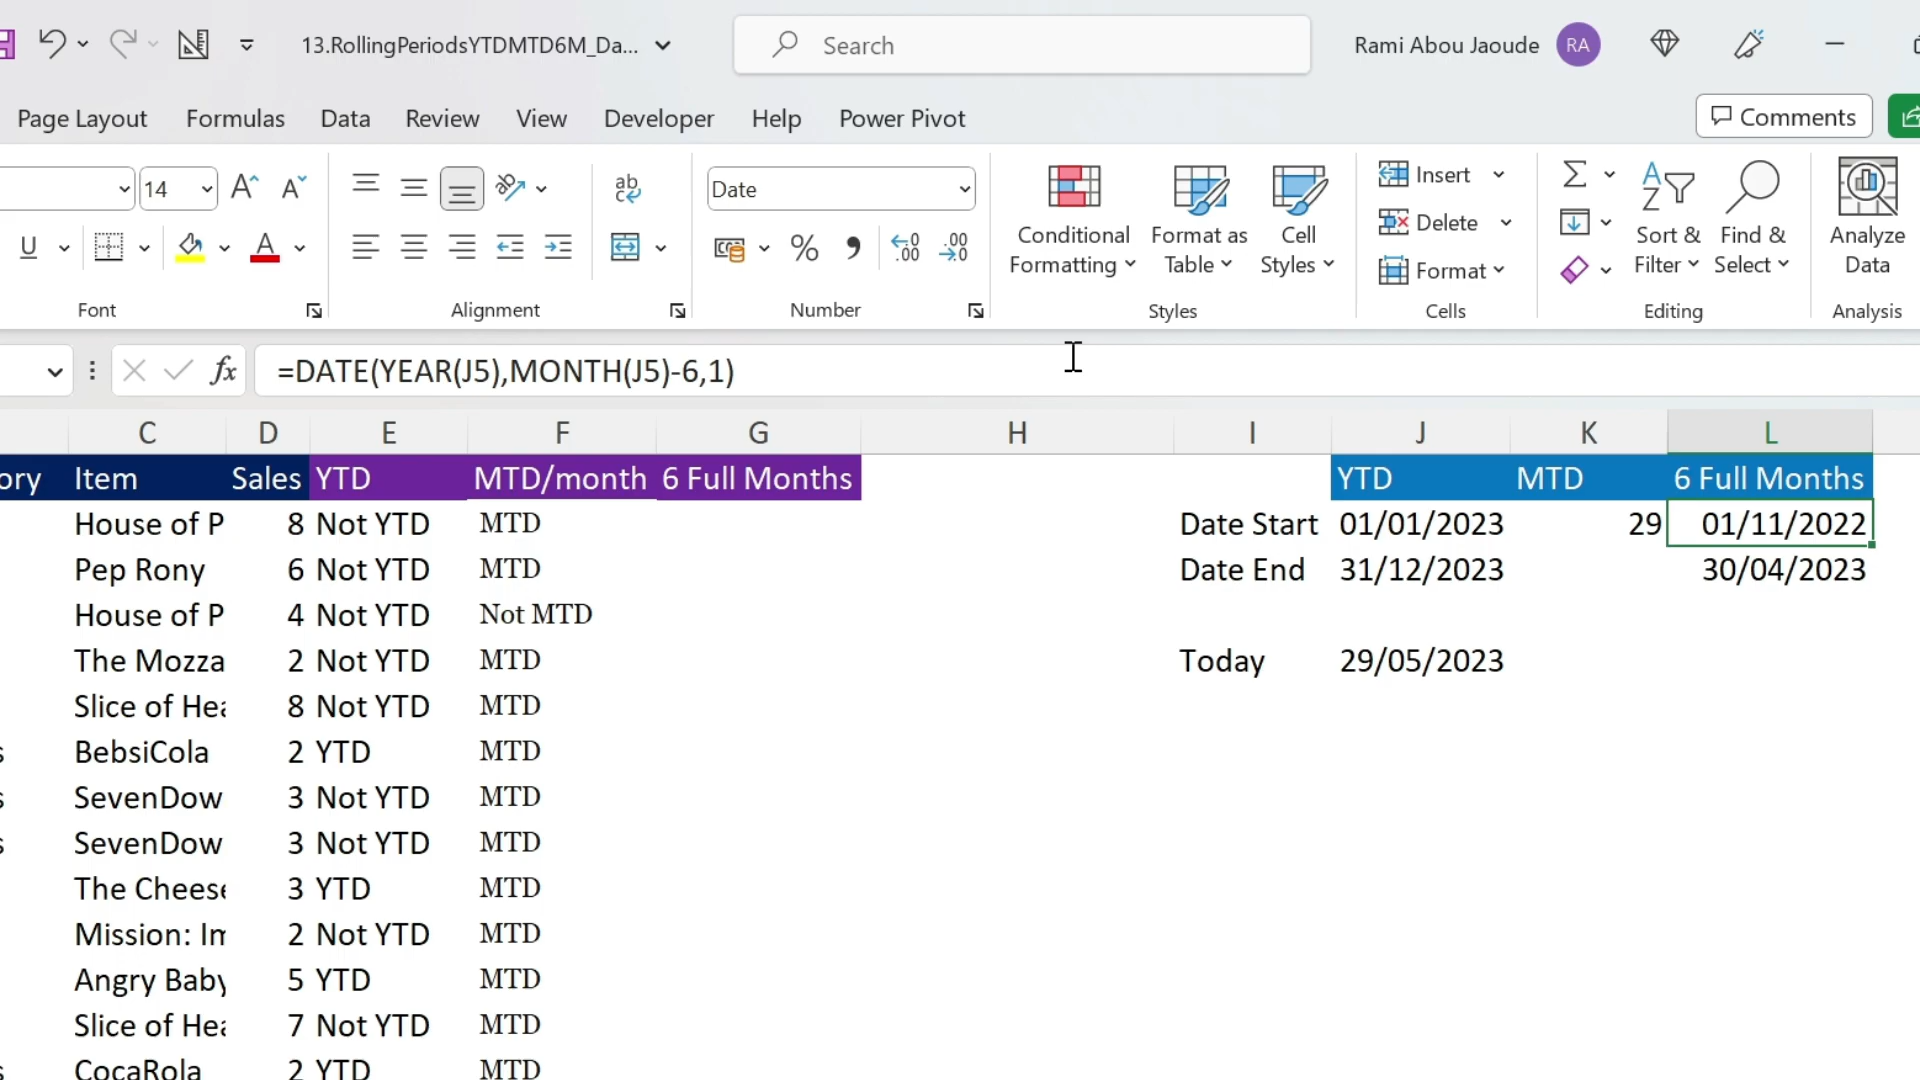 13.RollingPeriodsYTDMTD6M_Da... Search Rami Abou Jaoude RA
Page Layout Formulas Data Review View Developer Help Power Pivot Comments
14 Date Insert
Delete
Format
Conditional Formatting
Format as Table
Cell Styles
Sort & Filter
Find & Select
Analyze Data
Font Alignment Number Styles Cells Editing Analysis
fx =DATE(YEAR(J5),MONTH(J5)-6,1)
C D E F G H I J K L
ory Item Sales YTD MTD/month 6 Full Months YTD MTD 6 Full Months
House of P 8 Not YTD MTD Date Start 01/01/2023 29 01/11/2022
Pep Rony 6 Not YTD MTD Date End 31/12/2023 30/04/2023
House of P 4 Not YTD Not MTD
The Mozza 2 Not YTD MTD Today 29/05/2023
Slice of Hea 8 Not YTD MTD
s BebsiCola 2 YTD MTD
s SevenDow 3 Not YTD MTD
s SevenDow 3 Not YTD MTD
The Cheese 3 YTD MTD
Mission: Im 2 Not YTD MTD
Angry Baby 5 YTD MTD
Slice of Hea 7 Not YTD MTD
s CocaRola 2 YTD MTD